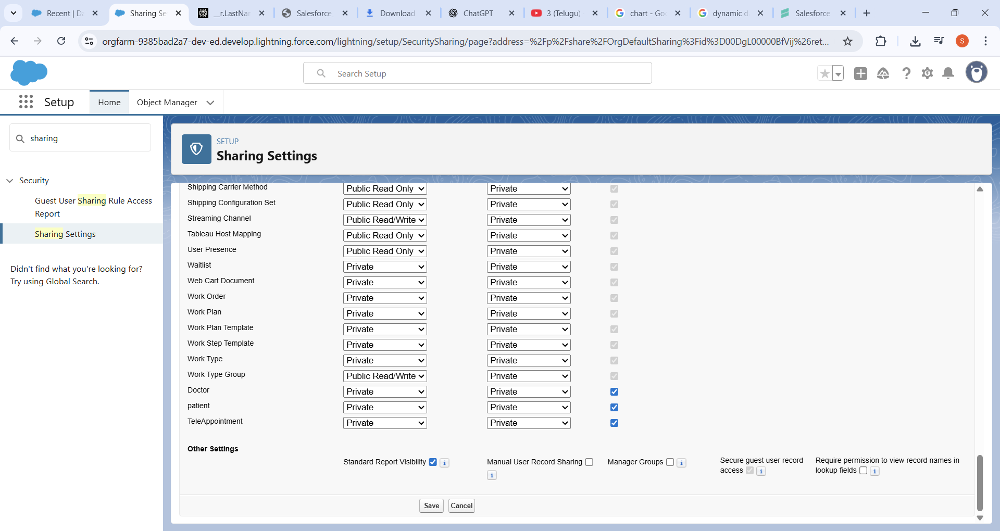 Recent | Da
Sharing Se
__r.LastNar
Salesforce_
Download
ChatGPT
3 (Telugu)
chart - Goo
dynamic d
Salesforce
orgfarm-9385bad2a7-dev-ed.develop.lightning.force.com/lightning/setup/SecuritySharing/page?address=%2Fp%2Fshare%2FOrgDefaultSharing%3Fid%3D00DgL00000BfVij%26ret...
S
Search Setup
Setup
Home
Object Manager
sharing
Security
Guest User Sharing Rule Access
Report
Sharing Settings
Didn't find what you're looking for?
Try using Global Search.
SETUP
Sharing Settings
Shipping Carrier Method Public Read Only Private
Shipping Configuration Set Public Read Only Private
Streaming Channel Public Read/Write Private
Tableau Host Mapping Public Read Only Private
User Presence Public Read Only Private
Waitlist Private Private
Web Cart Document Private Private
Work Order Private Private
Work Plan Private Private
Work Plan Template Private Private
Work Step Template Private Private
Work Type Private Private
Work Type Group Public Read/Write Private
Doctor Private Private
patient Private Private
TeleAppointment Private Private
Other Settings
Standard Report Visibility
Manual User Record Sharing
Manager Groups
Secure guest user record
access
Require permission to view record names in
lookup fields
Save Cancel